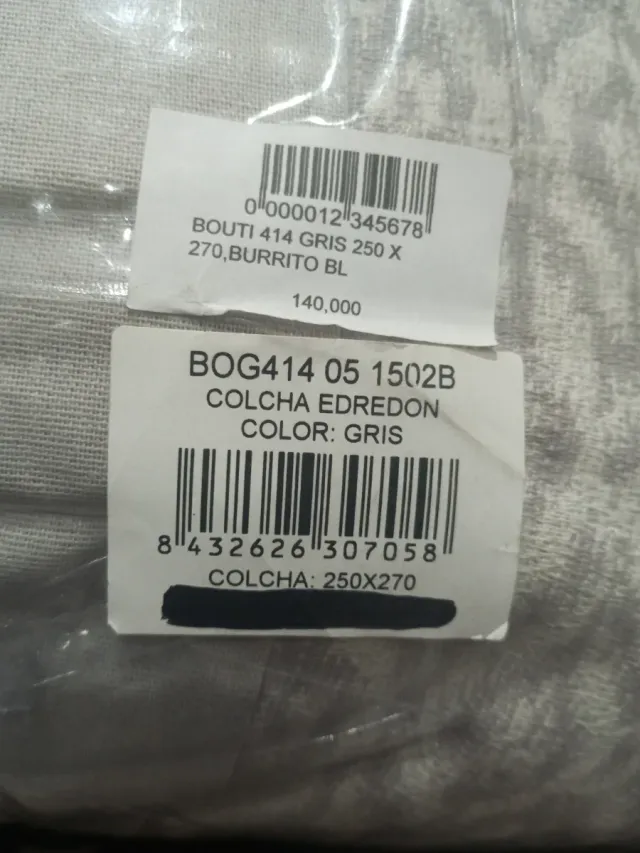 0 000012 345678
BOUTI 414 GRIS 250 X
270,BURRITO BL
140,000
BOG414 05 1502B
COLCHA EDREDON
COLOR: GRIS
8 432626 307058
COLCHA: 250X270